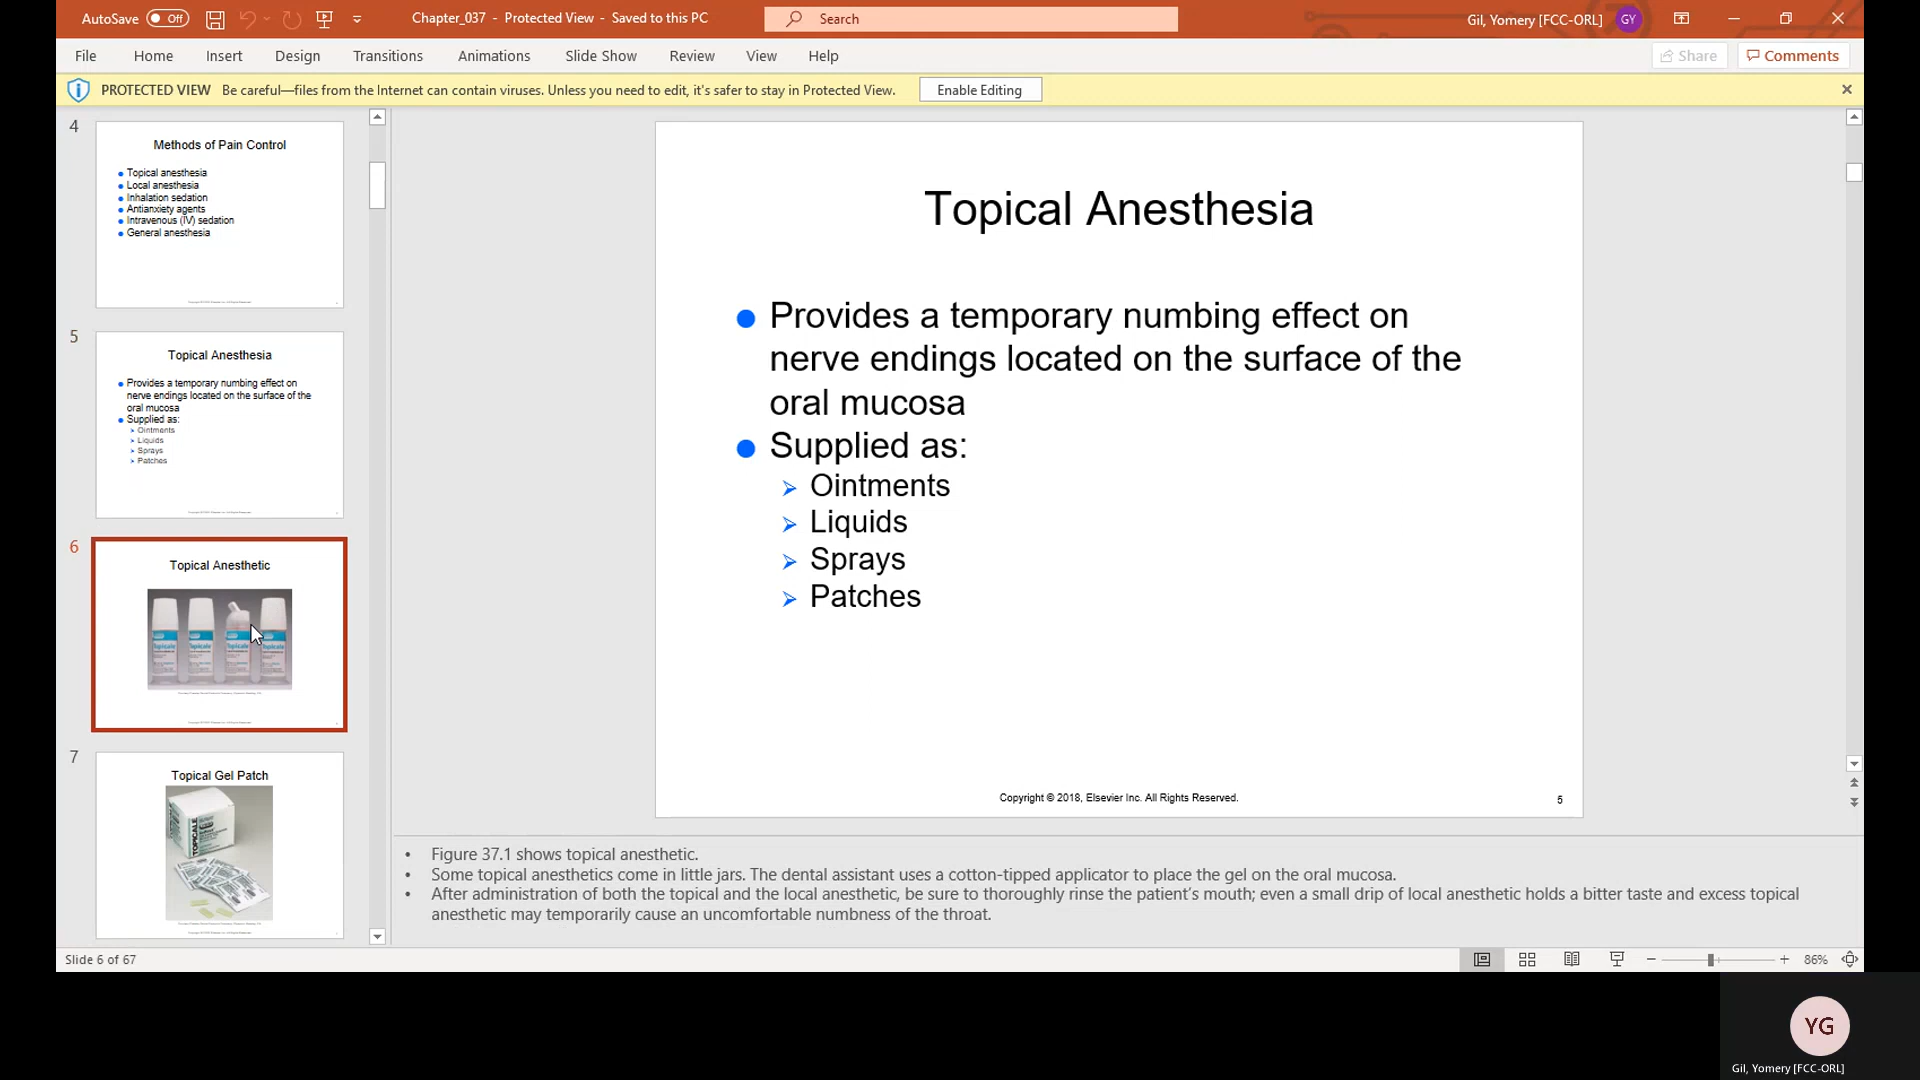 AutoSave Off Chapter_037 - Protected View - Saved to this PC Search Gil, Yomery [FCC-ORL] GY
File Home Insert Design Transitions Animations Slide Show Review View Help Share Comments
PROTECTED VIEW Be careful—files from the Internet can contain viruses. Unless you need to edit, it's safer to stay in Protected View. Enable Editing
4
Methods of Pain Control
Topical anesthesia
Local anesthesia
Inhalation sedation
Antianxiety agents
Intravenous (IV) sedation
General anesthesia
5
Topical Anesthesia
Provides a temporary numbing effect on
nerve endings located on the surface of the
oral mucosa
Supplied as:
Ointments
Liquids
Sprays
Patches
6
Topical Anesthetic
Topicale Topicale Topicale Topicale
7
Topical Gel Patch
TOPICALE
Topical Anesthesia
Provides a temporary numbing effect on
nerve endings located on the surface of the
oral mucosa
Supplied as:
Ointments
Liquids
Sprays
Patches
Copyright © 2018, Elsevier Inc. All Rights Reserved.
5
• Figure 37.1 shows topical anesthetic.
• Some topical anesthetics come in little jars. The dental assistant uses a cotton-tipped applicator to place the gel on the oral mucosa.
• After administration of both the topical and the local anesthetic, be sure to thoroughly rinse the patient's mouth; even a small drip of local anesthetic holds a bitter taste and excess topical
anesthetic may temporarily cause an uncomfortable numbness of the throat.
Slide 6 of 67 86%
YG
Gil, Yomery [FCC-ORL]